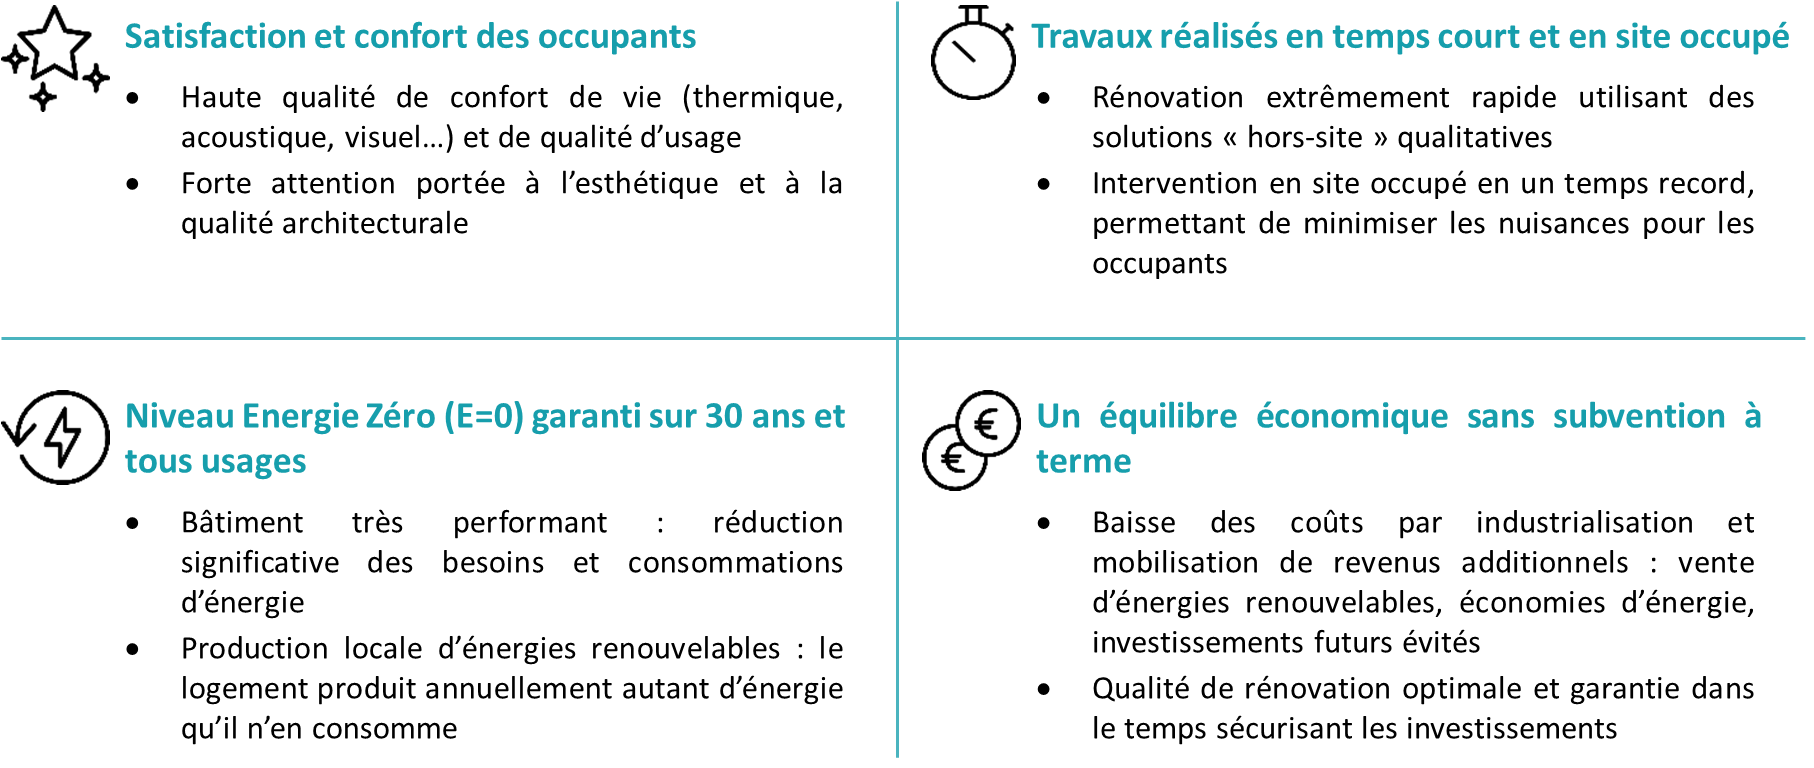 Satisfaction et confort des occupants
• Haute qualité de confort de vie (thermique,
acoustique, visuel…) et de qualité d’usage
• Forte attention portée à l’esthétique et à la
qualité architecturale
Travaux réalisés en temps court et en site occupé
• Rénovation extrêmement rapide utilisant des
solutions « hors-site » qualitatives
• Intervention en site occupé en un temps record,
permettant de minimiser les nuisances pour les
occupants
Niveau Energie Zéro (E=0) garanti sur 30 ans et
tous usages
• Bâtiment très performant : réduction
significative des besoins et consommations
d’énergie
• Production locale d’énergies renouvelables : le
logement produit annuellement autant d’énergie
qu’il n’en consomme
€
€
Un équilibre économique sans subvention à
terme
• Baisse des coûts par industrialisation et
mobilisation de revenus additionnels : vente
d’énergies renouvelables, économies d’énergie,
investissements futurs évités
• Qualité de rénovation optimale et garantie dans
le temps sécurisant les investissements